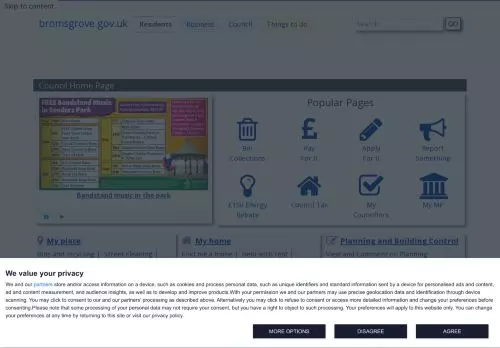 Skip to content
bromsgrove.gov.uk
Residents
Business
Council
Things to do
Search
GO
Council Home Page
FREE Bandstand Music
in Sanders Park
Bandstand music in the park
Popular Pages
Bin
Collections
Pay
For It
Apply
For It
Report
Something
£150 Energy
Rebate
Council Tax
My
Councillors
My MP
My place
My home
Planning and Building Control
Bins and recycling | Street cleaning |
Find me a home | Help with rent |
View and Comment on Planning
We value your privacy
We and our partners store and/or access information on a device, such as cookies and process personal data, such as unique identifiers and standard information sent by a device for personalised ads and content,
ad and content measurement, and audience insights, as well as to develop and improve products.With your permission we and our partners may use precise geolocation data and identification through device
scanning. You may click to consent to our and our partners' processing as described above. Alternatively you may click to refuse to consent or access more detailed information and change your preferences before
consenting.Please note that some processing of your personal data may not require your consent, but you have a right to object to such processing. Your preferences will apply to this website only. You can change
your preferences at any time by returning to this site or visit our privacy policy.
MORE OPTIONS
DISAGREE
AGREE